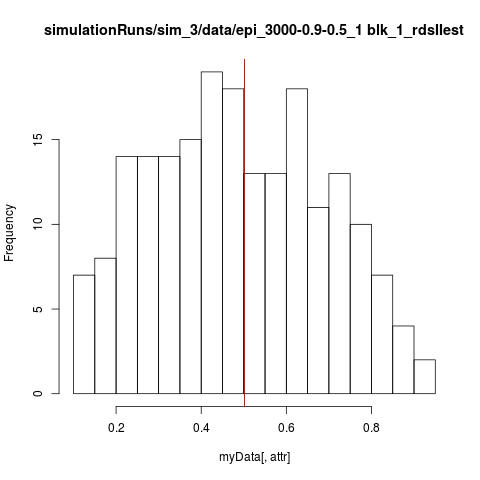 simulationRuns/sim_3/data/epi_3000-0.9-0.5_1 blk_1_rdsIlest
Frequency
15
10
5
0
0.2 0.4 0.6 0.8
myData[, attr]